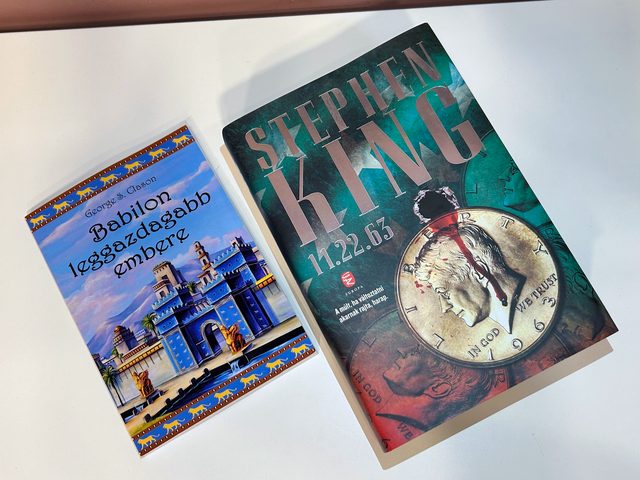 George S. Clason
Babilon
leggazdagabb
embere
STEPHEN
KING
11.22.63
EURÓPA
A múlt, ha változtatni
akarnak rajta, harap.
LIBERTY
IN GOD
WE TRUST
1963
IN GOD